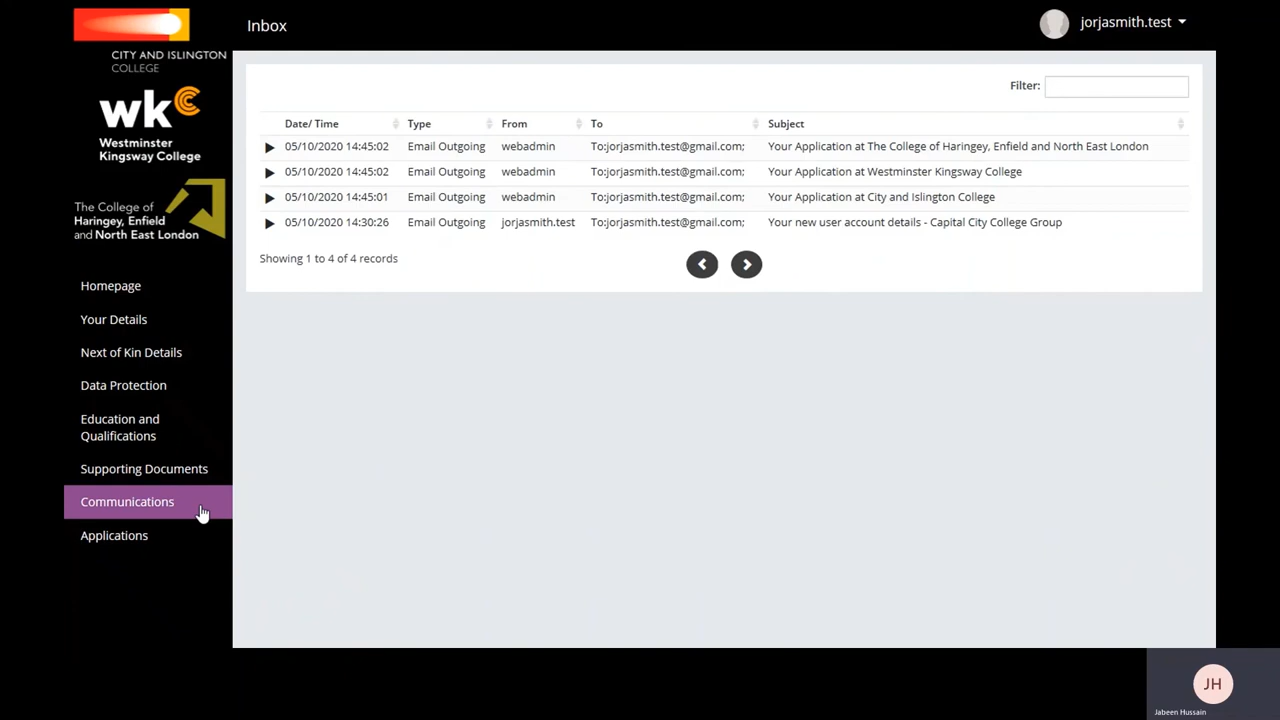 Inbox
jorjasmith.test
CITY AND ISLINGTON
COLLEGE
wkc
Westminster
Kingsway College
The College of
Haringey, Enfield
and North East London
Homepage
Your Details
Next of Kin Details
Data Protection
Education and
Qualifications
Supporting Documents
Communications
Applications
Filter:
Date/ Time Type From To Subject
05/10/2020 14:45:02 Email Outgoing webadmin To:jorjasmith.test@gmail.com; Your Application at The College of Haringey, Enfield and North East London
05/10/2020 14:45:02 Email Outgoing webadmin To:jorjasmith.test@gmail.com; Your Application at Westminster Kingsway College
05/10/2020 14:45:01 Email Outgoing webadmin To:jorjasmith.test@gmail.com; Your Application at City and Islington College
05/10/2020 14:30:26 Email Outgoing jorjasmith.test To:jorjasmith.test@gmail.com; Your new user account details - Capital City College Group
Showing 1 to 4 of 4 records
JH
Jabeen Hussain